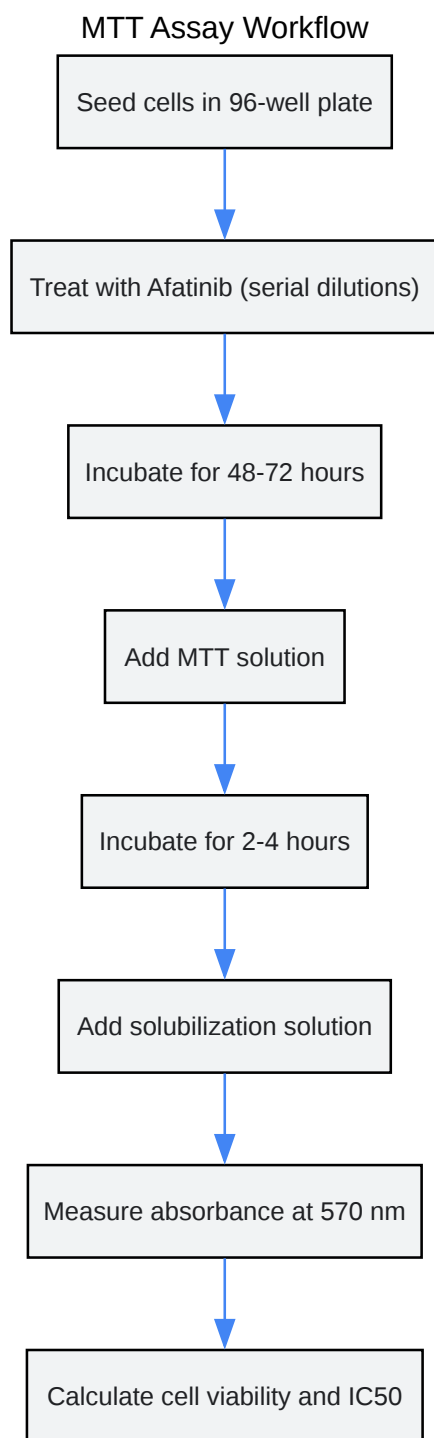 MTT Assay Workflow
Seed cells in 96-well plate
Treat with Afatinib (serial dilutions)
Incubate for 48-72 hours
Add MTT solution
Incubate for 2-4 hours
Add solubilization solution
Measure absorbance at 570 nm
Calculate cell viability and IC50